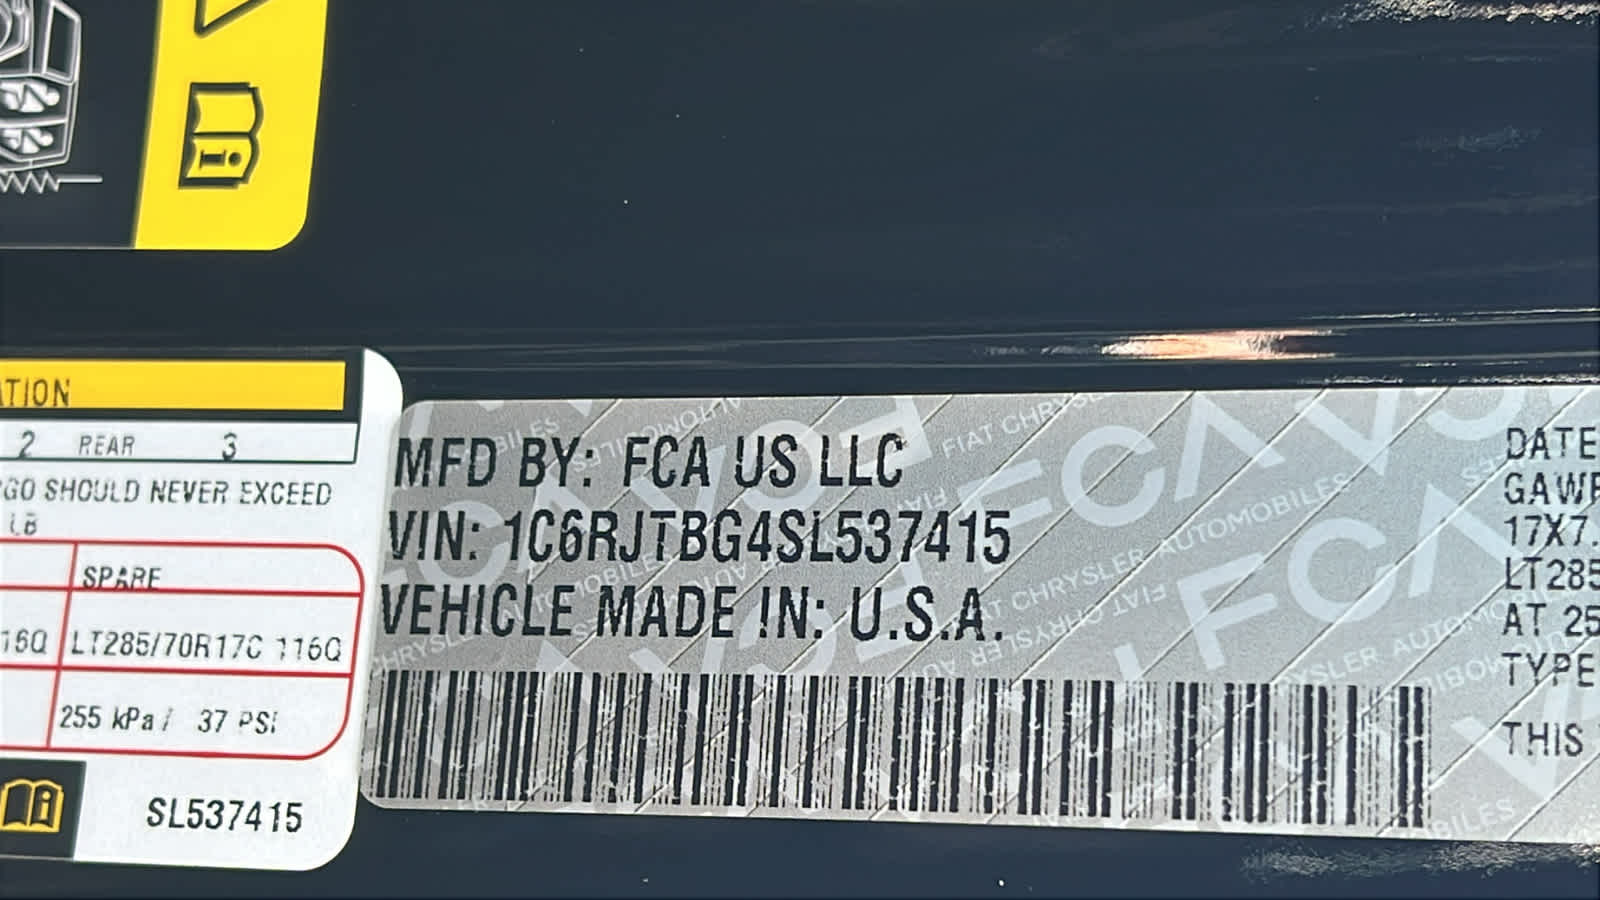 ATION
2 REAR 3
RGO SHOULD NEVER EXCEED
LB
SPARE
116Q LT285/70R17C 116Q
255 kPa / 37 PSI
SL537415
MFD BY: FCA US LLC
VIN: 1C6RJTBG4SL537415
VEHICLE MADE IN: U.S.A.
DATE
GAWR
17X7.
LT285
AT 25
TYPE
THIS